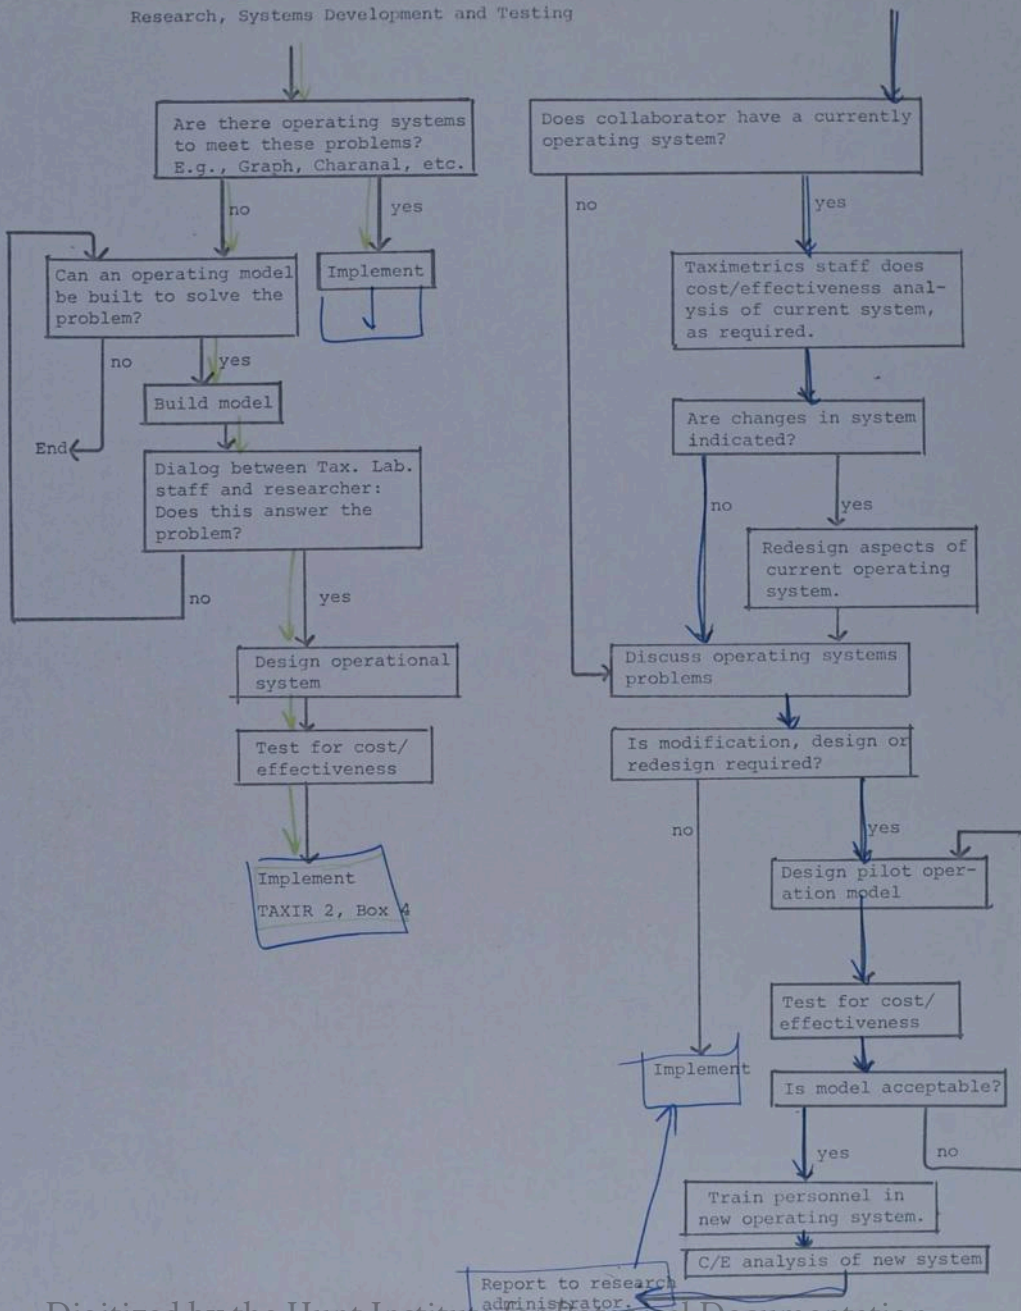 Research, Systems Development and Testing
Are there operating systems
to meet these problems?
E.g., Graph, Charanal, etc.
no
yes
Can an operating model
be built to solve the
problem?
Implement
no
yes
Build model
End
Dialog between Tax. Lab.
staff and researcher:
Does this answer the
problem?
no
yes
Design operational
system
Test for cost/
effectiveness
Implement
TAXIR 2, Box 4
Does collaborator have a currently
operating system?
no
yes
Taximetrics staff does
cost/effectiveness anal-
ysis of current system,
as required.
Are changes in system
indicated?
no
yes
Redesign aspects of
current operating
system.
Discuss operating systems
problems
Is modification, design or
redesign required?
no
yes
Design pilot oper-
ation model
Test for cost/
effectiveness
Implement
Is model acceptable?
yes
no
Train personnel in
new operating system.
C/E analysis of new system
Report to research
administrator.
Digitized by the Hunt Institute